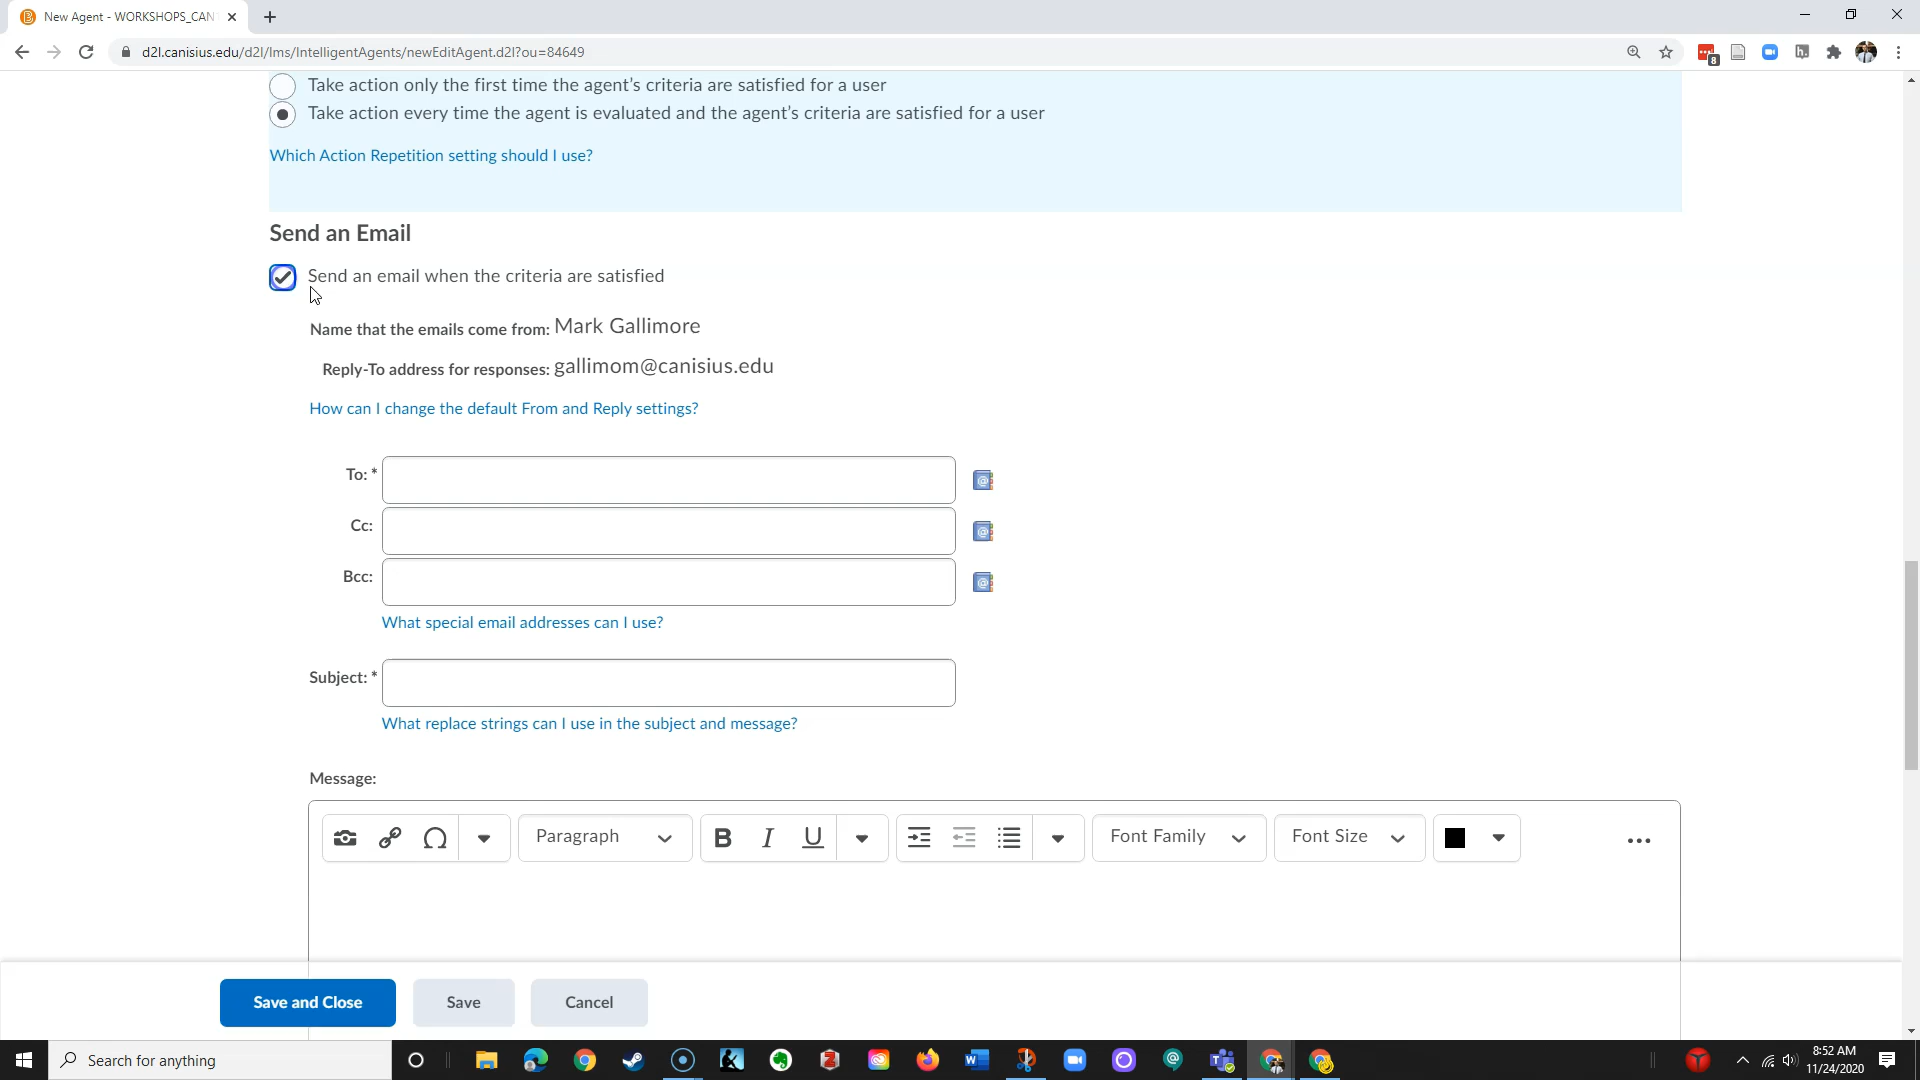 New Agent - WORKSHOPS_CAN
d2l.canisius.edu/d2l/lms/IntelligentAgents/newEditAgent.d2l?ou=84649
8
Take action only the first time the agent's criteria are satisfied for a user
Take action every time the agent is evaluated and the agent's criteria are satisfied for a user
Which Action Repetition setting should I use?
Send an Email
Send an email when the criteria are satisfied
Name that the emails come from: Mark Gallimore
Reply-To address for responses: gallimom@canisius.edu
How can I change the default From and Reply settings?
To: *
Cc:
Bcc:
What special email addresses can I use?
Subject: *
What replace strings can I use in the subject and message?
Message:
Paragraph B I U Font Family Font Size
Save and Close Save Cancel
Search for anything
8:52 AM
11/24/2020